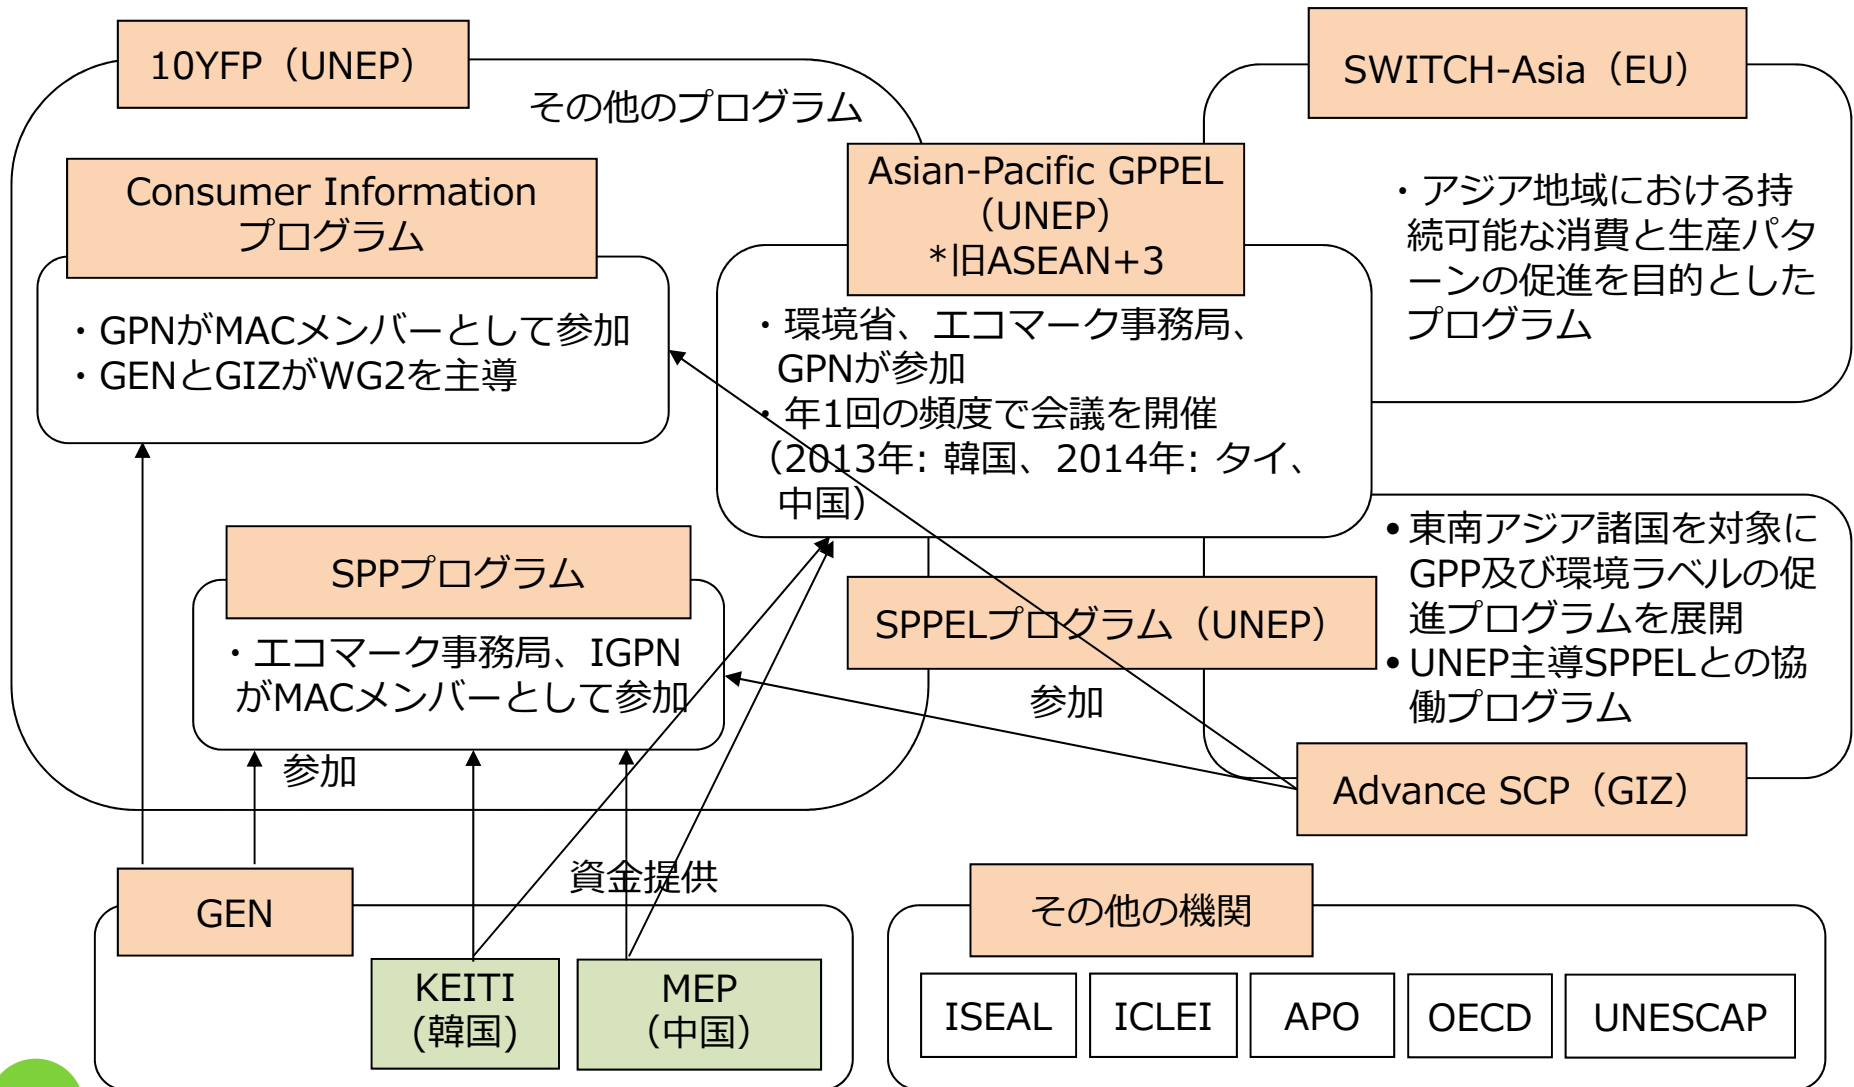 10YFP（UNEP）
その他のプログラム
Consumer Information
プログラム
・GPNがMACメンバーとして参加
・GENとGIZがWG2を主導
SPPプログラム
・エコマーク事務局、IGPN
がMACメンバーとして参加
参加
Asian-Pacific GPPEL
（UNEP）
*旧ASEAN+3
・環境省、エコマーク事務局、
GPNが参加
・年1回の頻度で会議を開催
（2013年: 韓国、2014年: タイ、
中国）
SPPELプログラム（UNEP）
参加
SWITCH-Asia（EU）
・アジア地域における持
続可能な消費と生産パタ
ーンの促進を目的とした
プログラム
•東南アジア諸国を対象に
GPP及び環境ラベルの促
進プログラムを展開
•UNEP主導SPPELとの協
働プログラム
Advance SCP（GIZ）
資金提供
GEN
KEITI
(韓国)
MEP
（中国）
その他の機関
ISEAL
ICLEI
APO
OECD
UNESCAP